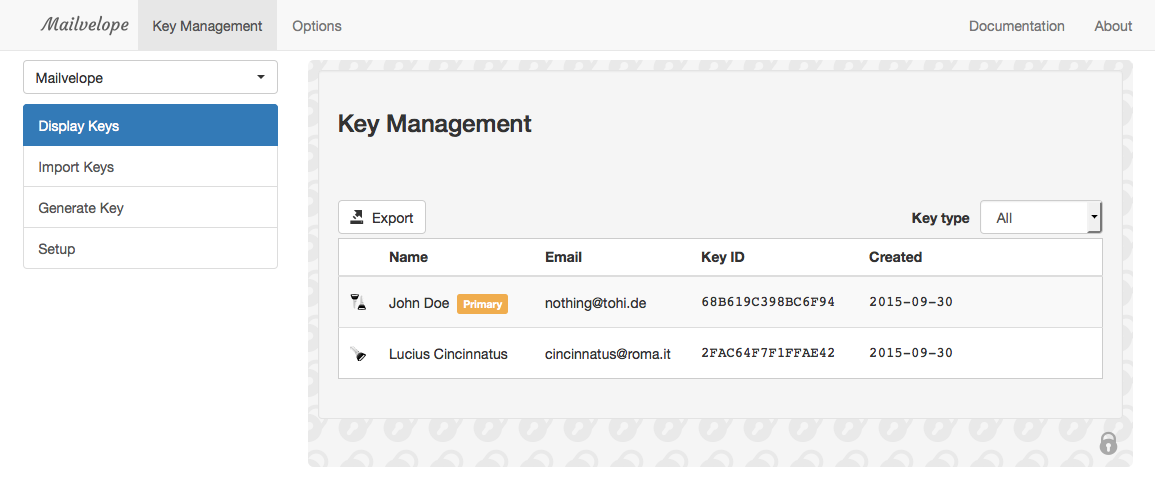 Mailvelope Key Management Options Documentation About
Mailvelope
Display Keys
Import Keys
Generate Key
Setup
Key Management
Export Key type All
Name Email Key ID Created
John Doe Primary nothing@tohi.de 68B619C398BC6F94 2015-09-30
Lucius Cincinnatus cincinnatus@roma.it 2FAC64F7F1FFAE42 2015-09-30